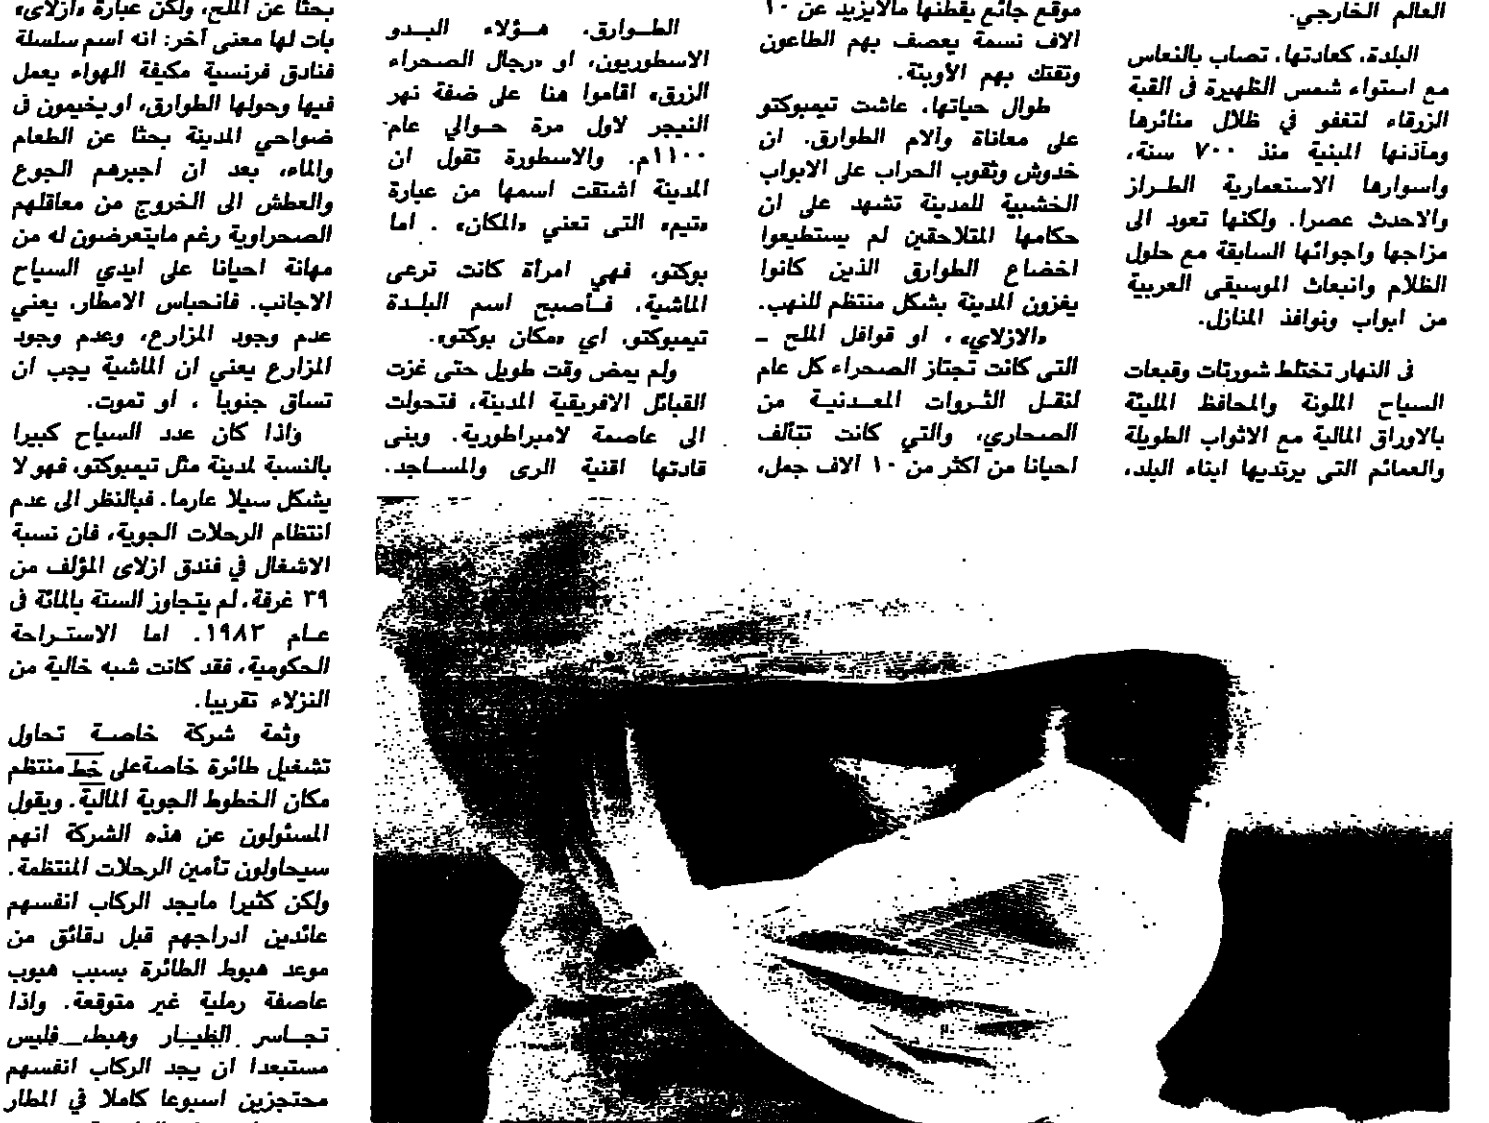 العالم الخارجي.
البلدة، كعادتها، تصاب بالنعاس
مع استواء شمس الظهيرة في القبة
الزرقاء لتغفو في ظلال منائرها
ومآذنها المبنية منذ ٧٠٠ سنة،
واسوارها الاستعمارية الطراز
والاحدث عصرا. ولكنها تعود الى
مزاجها واجوائها السابقة مع حلول
الظلام وانبعاث الموسيقى العربية
من ابواب ونوافذ المنازل.
في النهار تختلط شورتات وقبعات
السياح الملونة والمحافظ المليئة
بالاوراق المالية مع الاثواب الطويلة
والعمائم التي يرتديها ابناء البلد،
موقع جائع يقطنها مالايزيد عن ١٠
الاف نسمة يعصف بهم الطاعون
وتفتك بهم الاوبئة.
طوال حياتها، عاشت تيمبوكتو
على معاناة وآلام الطوارق. ان
خدوش وثقوب الحراب على الابواب
الخشبية للمدينة تشهد على ان
حكامها المتلاحقين لم يستطيعوا
اخضاع الطوارق الذين كانوا
يغزون المدينة بشكل منتظم للنهب.
«الازلاي»، او قوافل الملح ـ
التي كانت تجتاز الصحراء كل عام
لنقل الثروات المعدنية من
الصحاري، والتي كانت تتألف
احيانا من اكثر من ١٠ آلاف جمل،
الطوارق. هؤلاء البدو
الاسطوريون، او «رجال الصحراء
الزرق» اقاموا هنا على ضفة نهر
النيجر لاول مرة حوالي عام
١١٠٠م. والاسطورة تقول ان
المدينة اشتقت اسمها من عبارة
«تيم» التي تعني «المكان» . اما
بوكتو، فهي امرأة كانت ترعى
الماشية، فأصبح اسم البلدة
تيمبوكتو، اي «مكان بوكتو».
ولم يمض وقت طويل حتى غزت
القبائل الافريقية المدينة، فتحولت
الى عاصمة لامبراطورية. وبنى
قادتها اقنية الري والمساجد.
بحثا عن الملح، ولكن عبارة «ازلاي»
بات لها معنى آخر: انه اسم سلسلة
فنادق فرنسية مكيفة الهواء يعمل
فيها وحولها الطوارق، او يخيمون في
ضواحي المدينة بحثا عن الطعام
والماء، بعد ان اجبرهم الجوع
والعطش الى الخروج من معاقلهم
الصحراوية رغم مايتعرضون له من
مهانة احيانا على ايدي السياح
الاجانب. فانحباس الامطار، يعني
عدم وجود المزارع، وعدم وجود
المزارع يعني ان الماشية يجب ان
تساق جنوبا ، او تموت.
واذا كان عدد السياح كبيرا
بالنسبة لمدينة مثل تيمبوكتو، فهو لا
يشكل سيلا عارما. فبالنظر الى عدم
انتظام الرحلات الجوية، فان نسبة
الاشغال في فندق ازلاى المؤلف من
٣٩ غرفة، لم يتجاوز الستة بالمائة في
عام ١٩٨٣. اما الاستراحة
الحكومية، فقد كانت شبه خالية من
النزلاء تقريبا.
وثمة شركة خاصة تحاول
تشغيل طائرة خاصة على خط منتظم
مكان الخطوط الجوية المالية. ويقول
المسئولون عن هذه الشركة انهم
سيحاولون تأمين الرحلات المنتظمة.
ولكن كثيرا مايجد الركاب انفسهم
عائدين ادراجهم قبل دقائق من
موعد هبوط الطائرة بسبب هبوب
عاصفة رملية غير متوقعة. واذا
تجاسر الطيار وهبط، فليس
مستبعدا ان يجد الركاب انفسهم
محتجزين اسبوعا كاملا في المطار